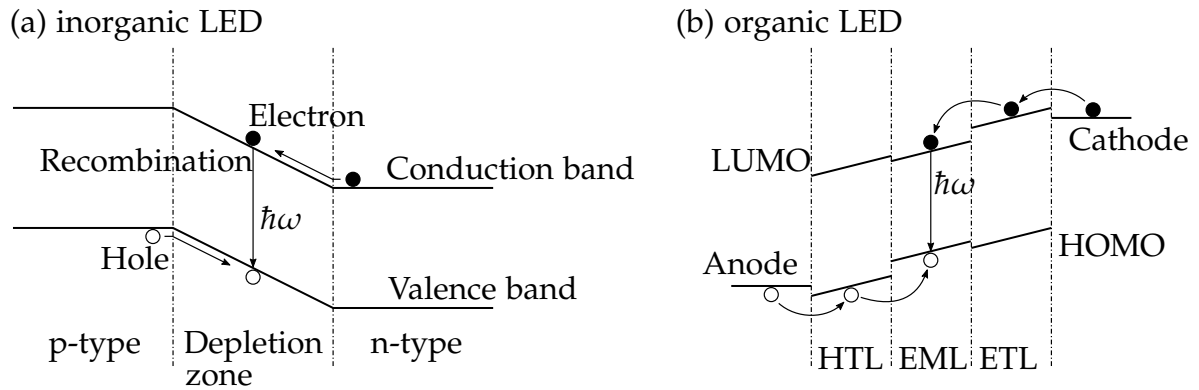 (a) inorganic LED
Electron
Recombination
Conduction band
ħω
Hole
Valence band
p-type
Depletion
zone
n-type
(b) organic LED
Cathode
LUMO
ħω
HOMO
Anode
HTL
EML
ETL